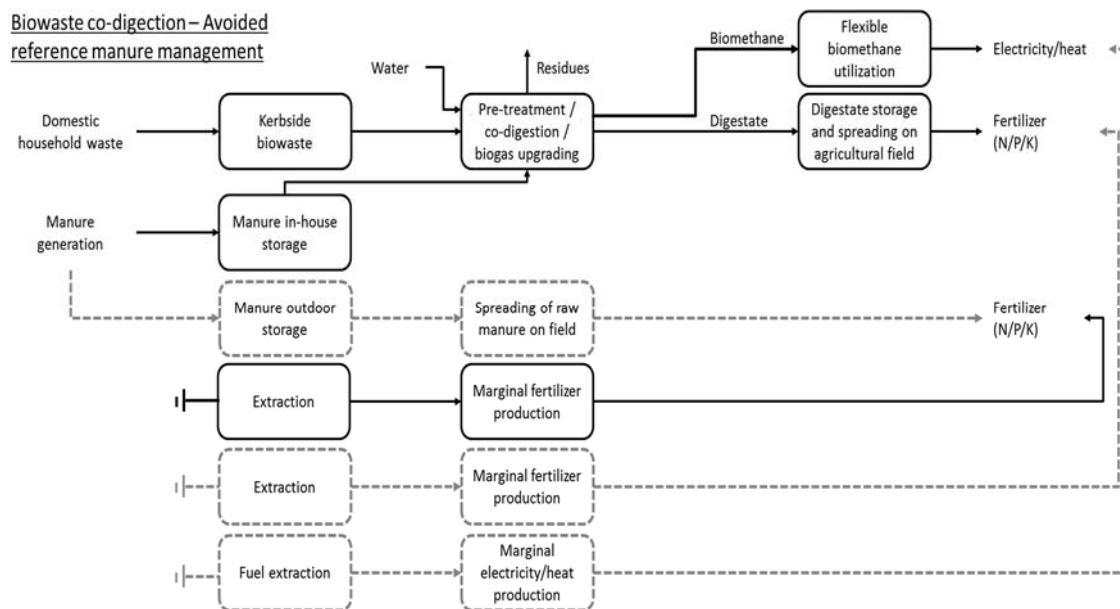 Biowaste co-digestion – Avoided
reference manure management
Water
Residues
Biomethane
Flexible
biomethane
utilization
Electricity/heat
Domestic
household waste
Kerbside
biowaste
Pre-treatment /
co-digestion /
biogas upgrading
Digestate
Digestate storage
and spreading on
agricultural field
Fertilizer
(N/P/K)
Manure
generation
Manure in-house
storage
Manure outdoor
storage
Spreading of raw
manure on field
Fertilizer
(N/P/K)
Extraction
Marginal fertilizer
production
Extraction
Marginal fertilizer
production
Fuel extraction
Marginal
electricity/heat
production